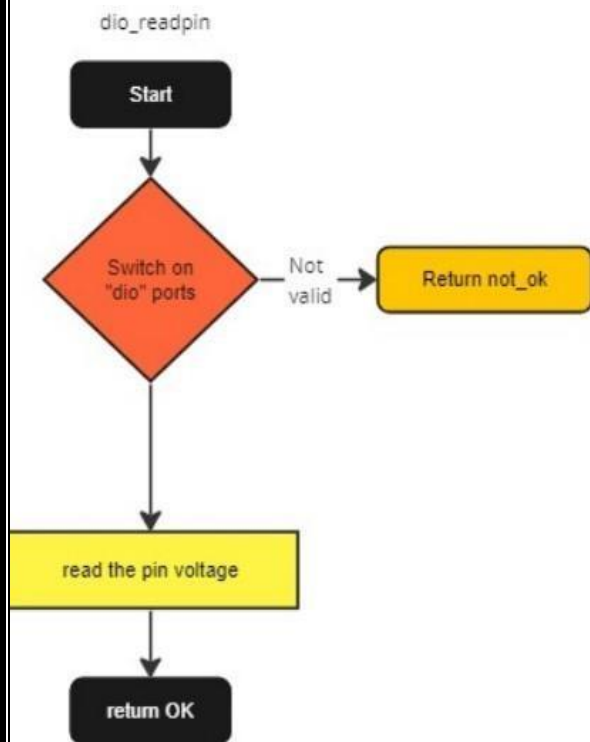 dio_readpin
Start
Switch on
"dio" ports
Not
valid
Return not_ok
read the pin voltage
return OK